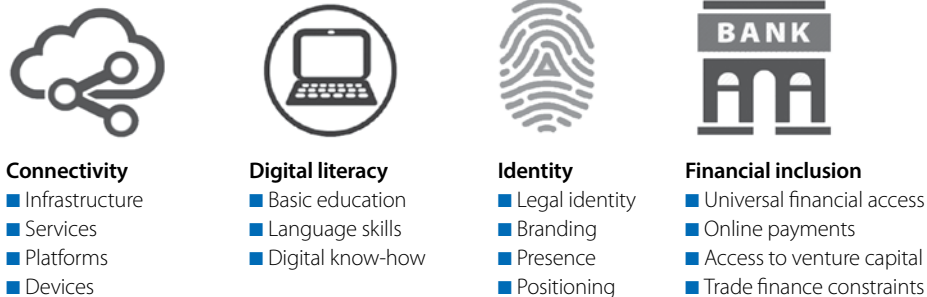 BANK
Connectivity
Infrastructure
Services
Platforms
Devices
Digital literacy
Basic education
Language skills
Digital know-how
Identity
Legal identity
Branding
Presence
Positioning
Financial inclusion
Universal financial access
Online payments
Access to venture capital
Trade finance constraints